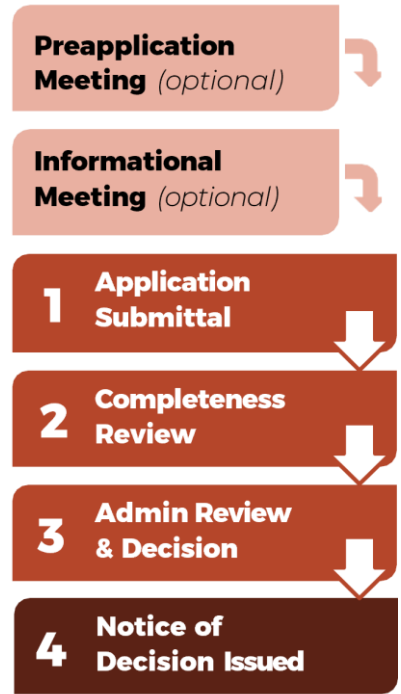 Preapplication
Meeting (optional)
Informational
Meeting (optional)
1
Application
Submittal
2
Completeness
Review
3
Admin Review
& Decision
4
Notice of
Decision Issued